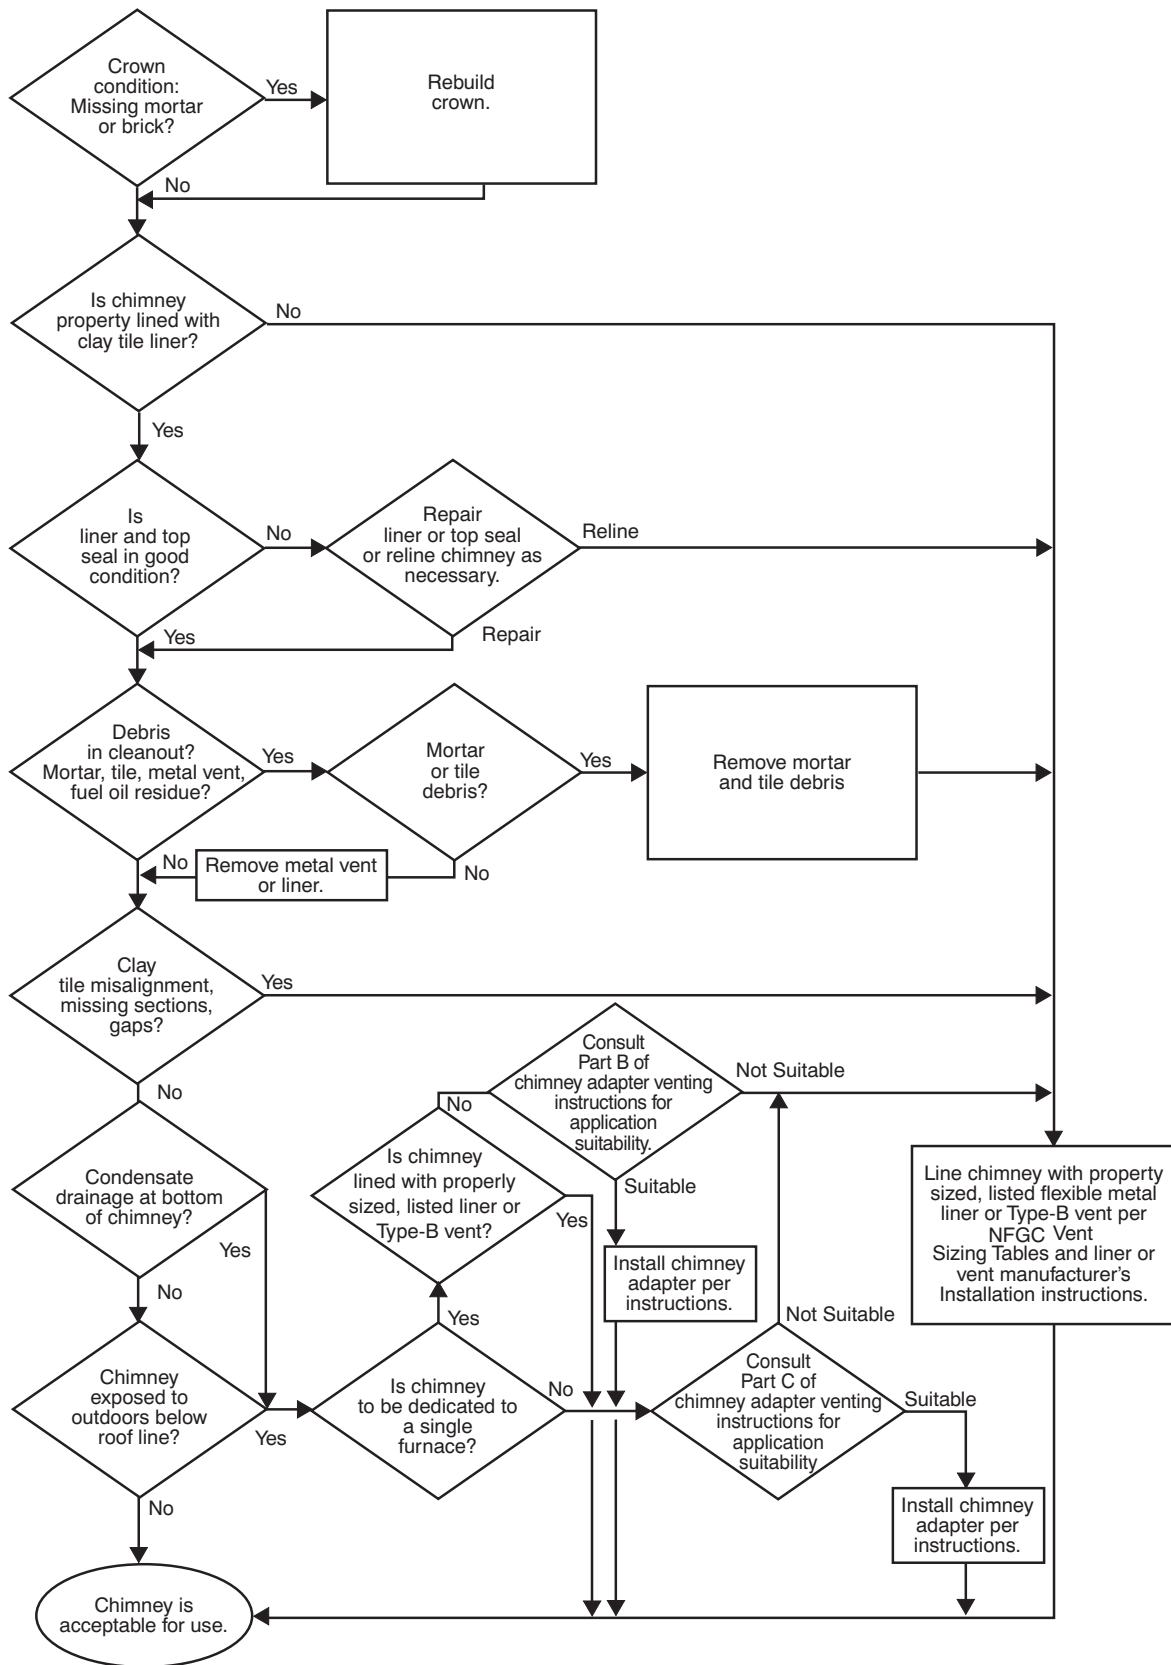 Crown
condition:
Missing mortar
or brick?
Yes
Rebuild
crown.
No
Is chimney
property lined with
clay tile liner?
No
Yes
Is
liner and top
seal in good
condition?
No
Repair
liner or top seal
or reline chimney as
necessary.
Reline
Yes
Repair
Debris
in cleanout?
Mortar, tile, metal vent,
fuel oil residue?
Yes
Mortar
or tile
debris?
Yes
Remove mortar
and tile debris
No
Remove metal vent
or liner.
No
Clay
tile misalignment,
missing sections,
gaps?
Yes
No
Consult
Part B of
chimney adapter venting
instructions for
application
suitability.
Not Suitable
No
Suitable
Condensate
drainage at bottom
of chimney?
Yes
No
Is chimney
lined with properly
sized, listed liner or
Type-B vent?
Yes
Yes
Install chimney
adapter per
instructions.
Line chimney with property
sized, listed flexible metal
liner or Type-B vent per
NFGC Vent
Sizing Tables and liner or
vent manufacturer's
Installation instructions.
Chimney
exposed to
outdoors below
roof line?
Yes
No
Is chimney
to be dedicated to
a single
furnace?
No
Not Suitable
Consult
Part C of
chimney adapter venting
instructions for
application
suitability
Suitable
Install chimney
adapter per
instructions.
Chimney is
acceptable for use.